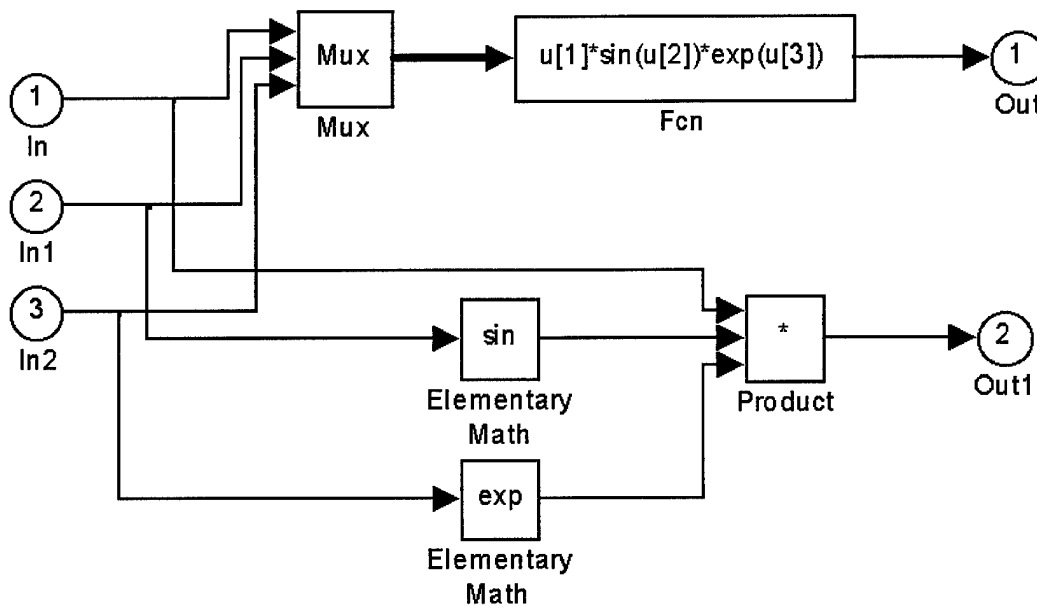 1
In
2
In1
3
In2
Mux
Mux
u[1]*sin(u[2])*exp(u[3])
Fcn
1
Out
sin
Elementary
Math
exp
Elementary
Math
*
Product
2
Out1